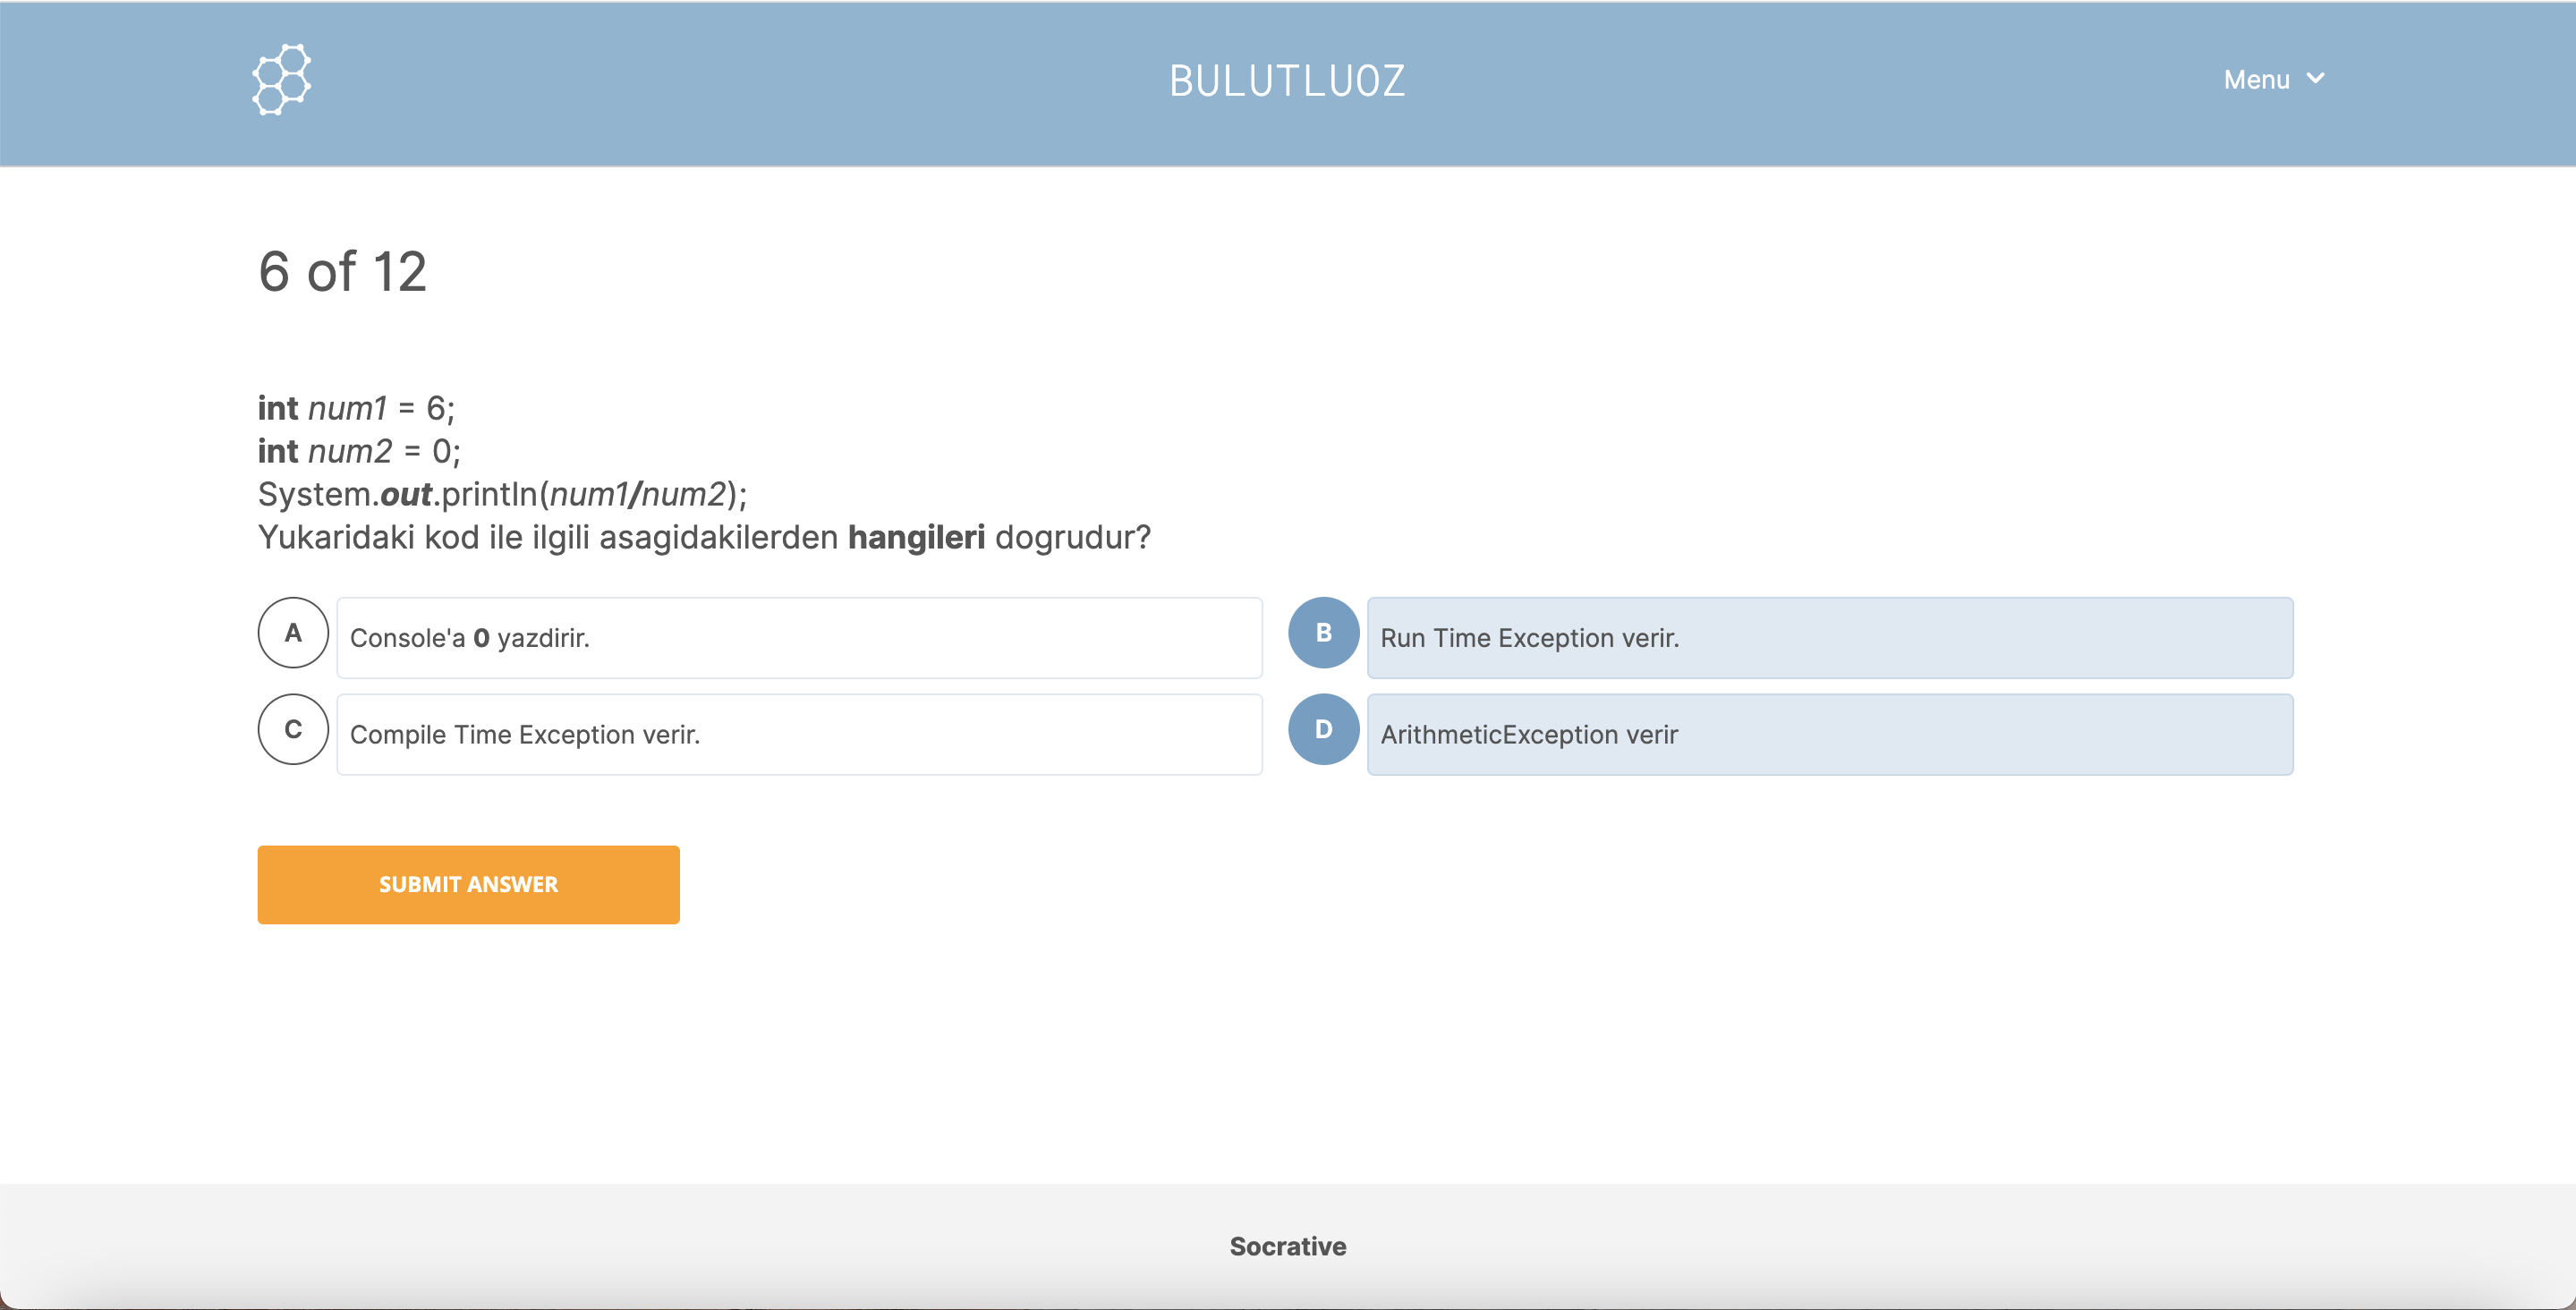 BULUTLUOZ
Menu
6 of 12
int num1 = 6;
int num2 = 0;
System.out.println(num1/num2);
Yukaridaki kod ile ilgili asagidakilerden hangileri dogrudur?
A
Console'a 0 yazdirir.
B
Run Time Exception verir.
C
Compile Time Exception verir.
D
ArithmeticException verir
SUBMIT ANSWER
Socrative